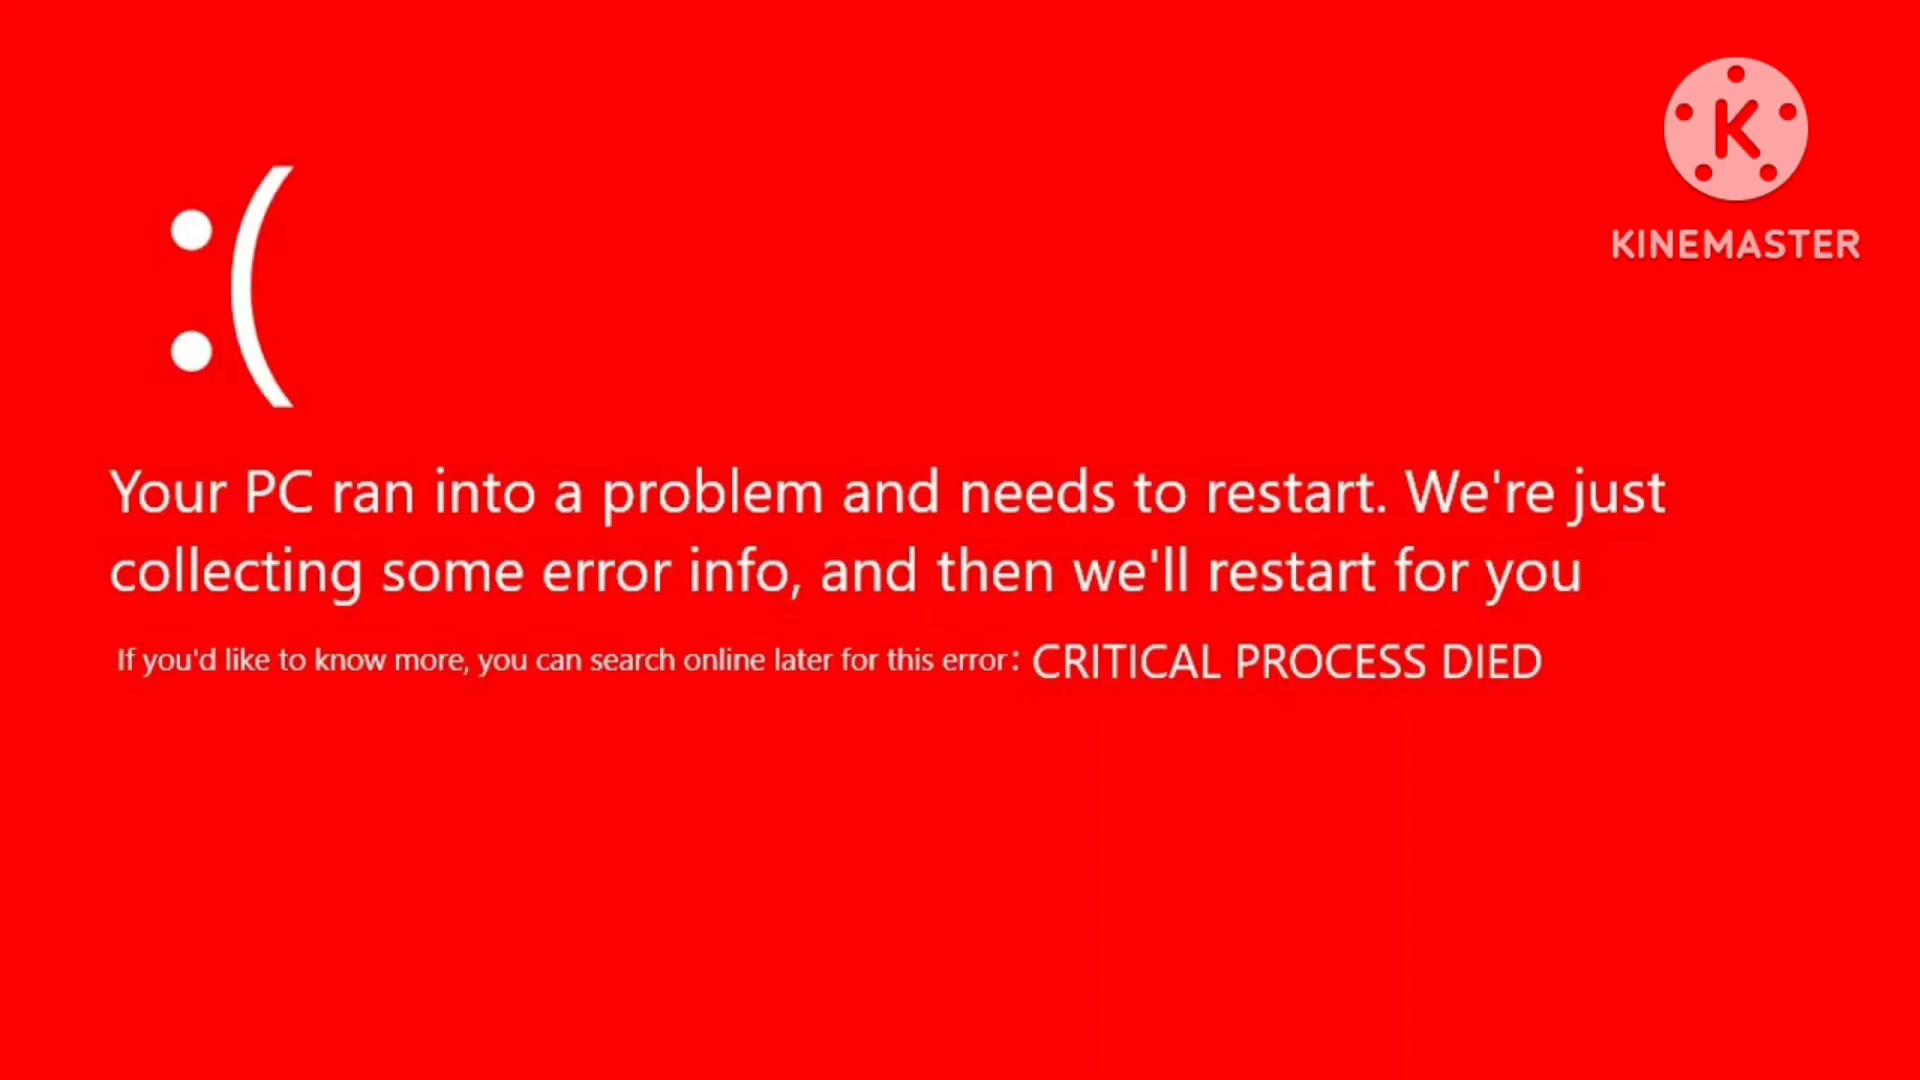 K
KINEMASTER
:(
Your PC ran into a problem and needs to restart. We're just
collecting some error info, and then we'll restart for you
If you'd like to know more, you can search online later for this error: CRITICAL PROCESS DIED